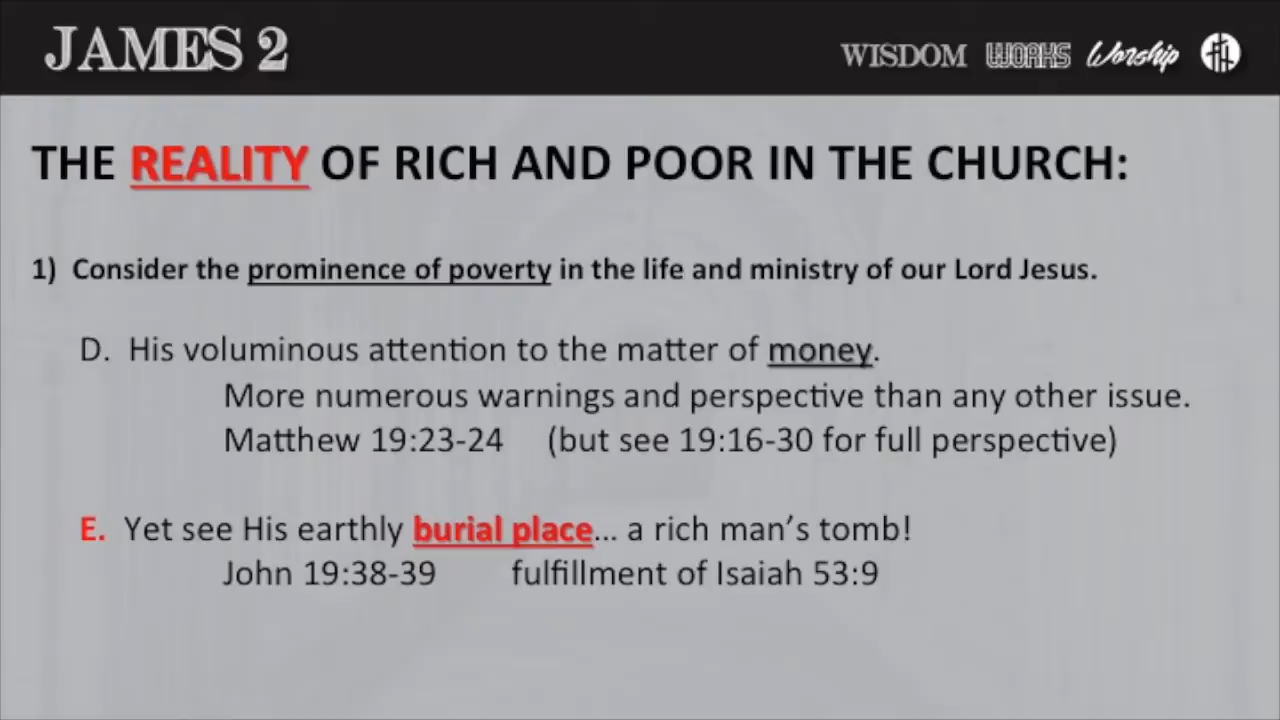 JAMES 2
WISDOM WORKS Worship
THE REALITY OF RICH AND POOR IN THE CHURCH:
1) Consider the prominence of poverty in the life and ministry of our Lord Jesus.
D. His voluminous attention to the matter of money.
More numerous warnings and perspective than any other issue.
Matthew 19:23-24 (but see 19:16-30 for full perspective)
E. Yet see His earthly burial place... a rich man’s tomb!
John 19:38-39 fulfillment of Isaiah 53:9